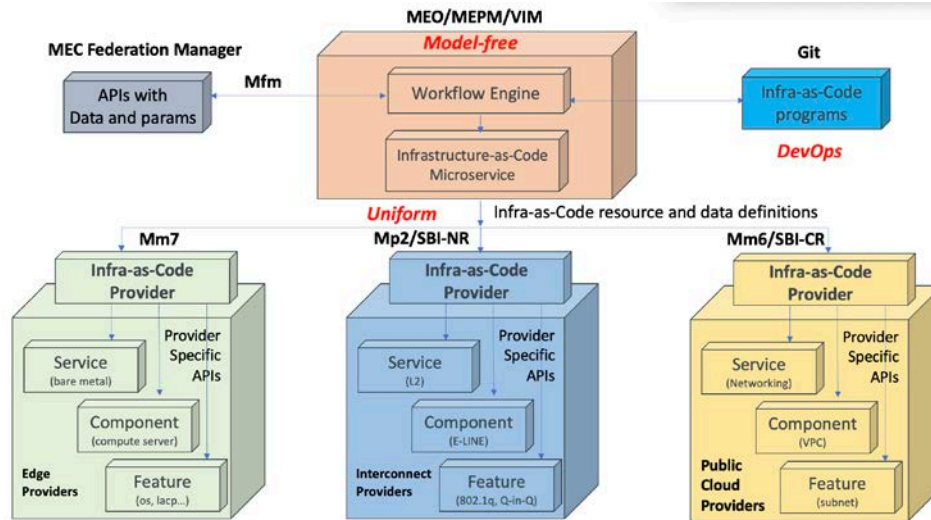 MEO/MEPM/VIM
Model-free
MEC Federation Manager
Git
Mfm
APIs with
Data and params
Workflow Engine
Infra-as-Code
programs
DevOps
Infrastructure-as-Code
Microservice
Uniform
Infra-as-Code resource and data definitions
Mm7
Mp2/SBI-NR
Mm6/SBI-CR
Infra-as-Code
Provider
Infra-as-Code
Provider
Infra-as-Code
Provider
Provider
Specific
APIs
Service
(bare metal)
Component
(compute server)
Edge
Providers
Feature
(os, lacp...)
Provider
Specific
APIs
Service
(L2)
Component
(E-LINE)
Interconnect
Providers
Feature
(802.1q, Q-in-Q)
Provider
Specific
APIs
Service
(Networking)
Component
(VPC)
Public
Cloud
Providers
Feature
(subnet)